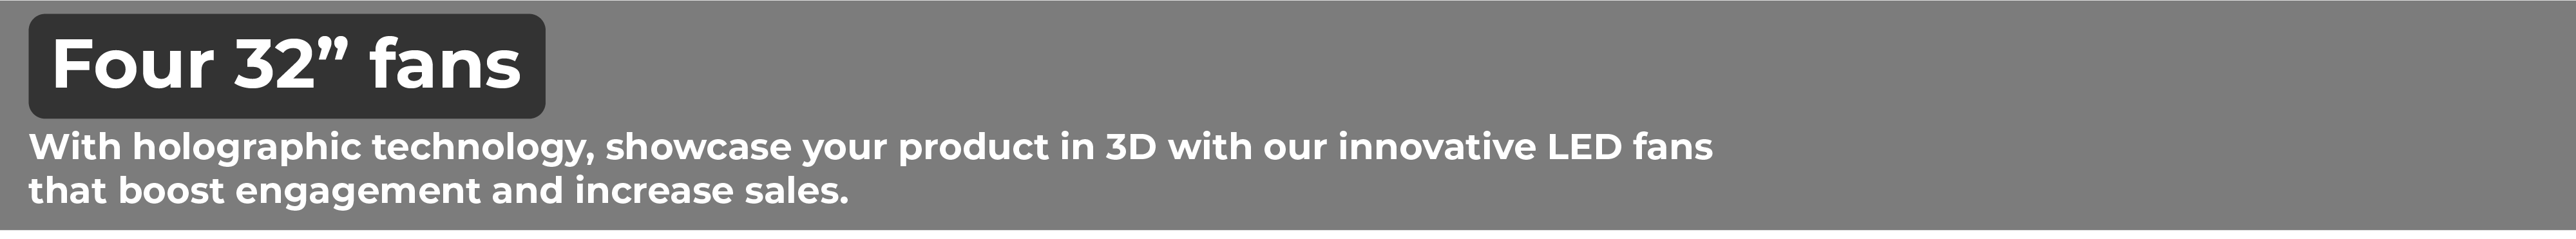 Four 32” fans
With holographic technology, showcase your product in 3D with our innovative LED fans
that boost engagement and increase sales.